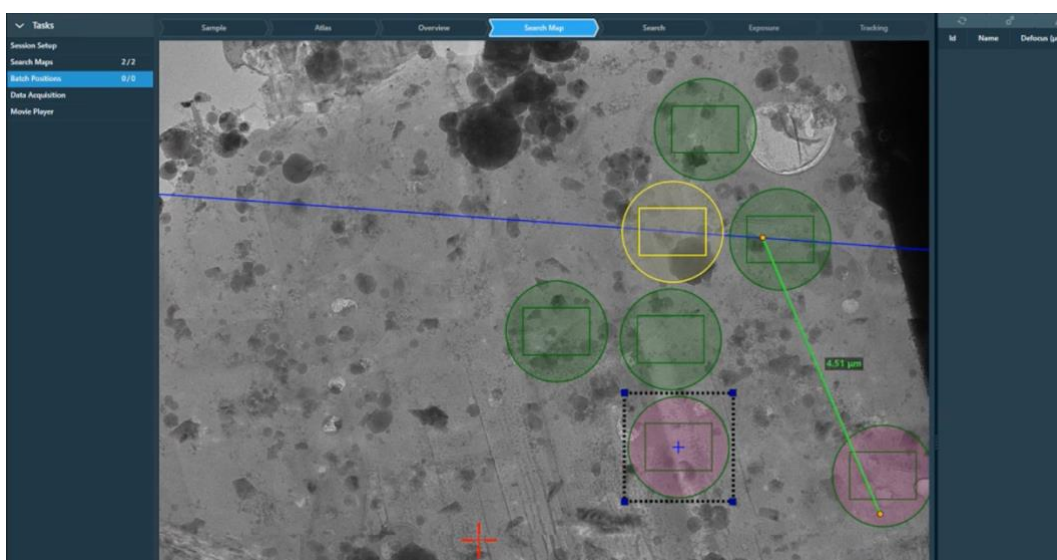 Tasks
Sample
Atlas
Overview
Search Map
Search
Exposure
Tracking
Session Setup
Search Maps 2/2
Batch Positions 0/0
Data Acquisition
Movie Player
Id Name Defocus (μ
4.51 μm